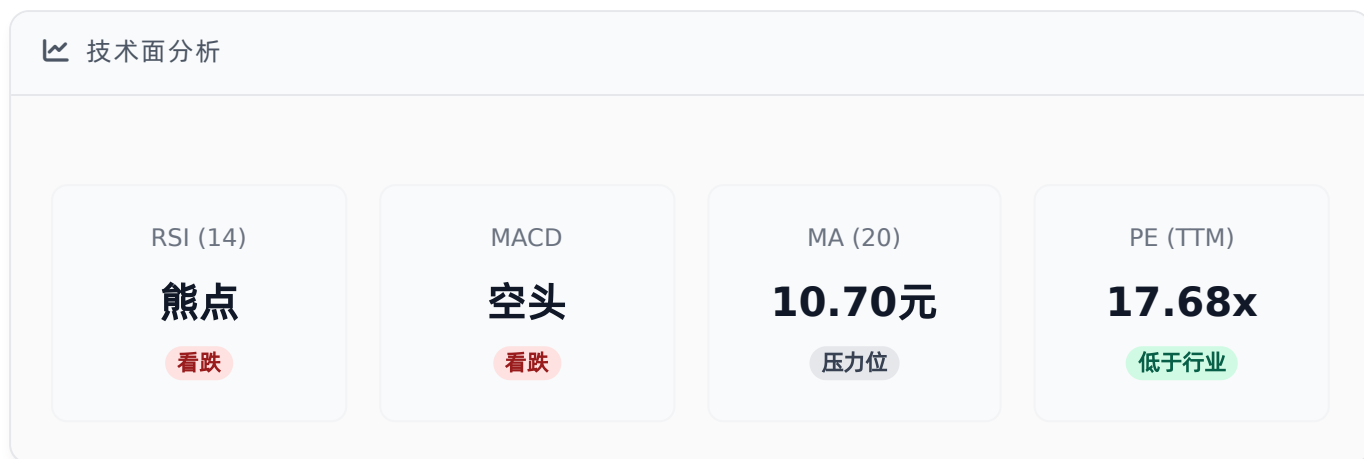 技术面分析
RSI (14)
熊点
看跌
MACD
空头
看跌
MA (20)
10.70元
压力位
PE (TTM)
17.68x
低于行业